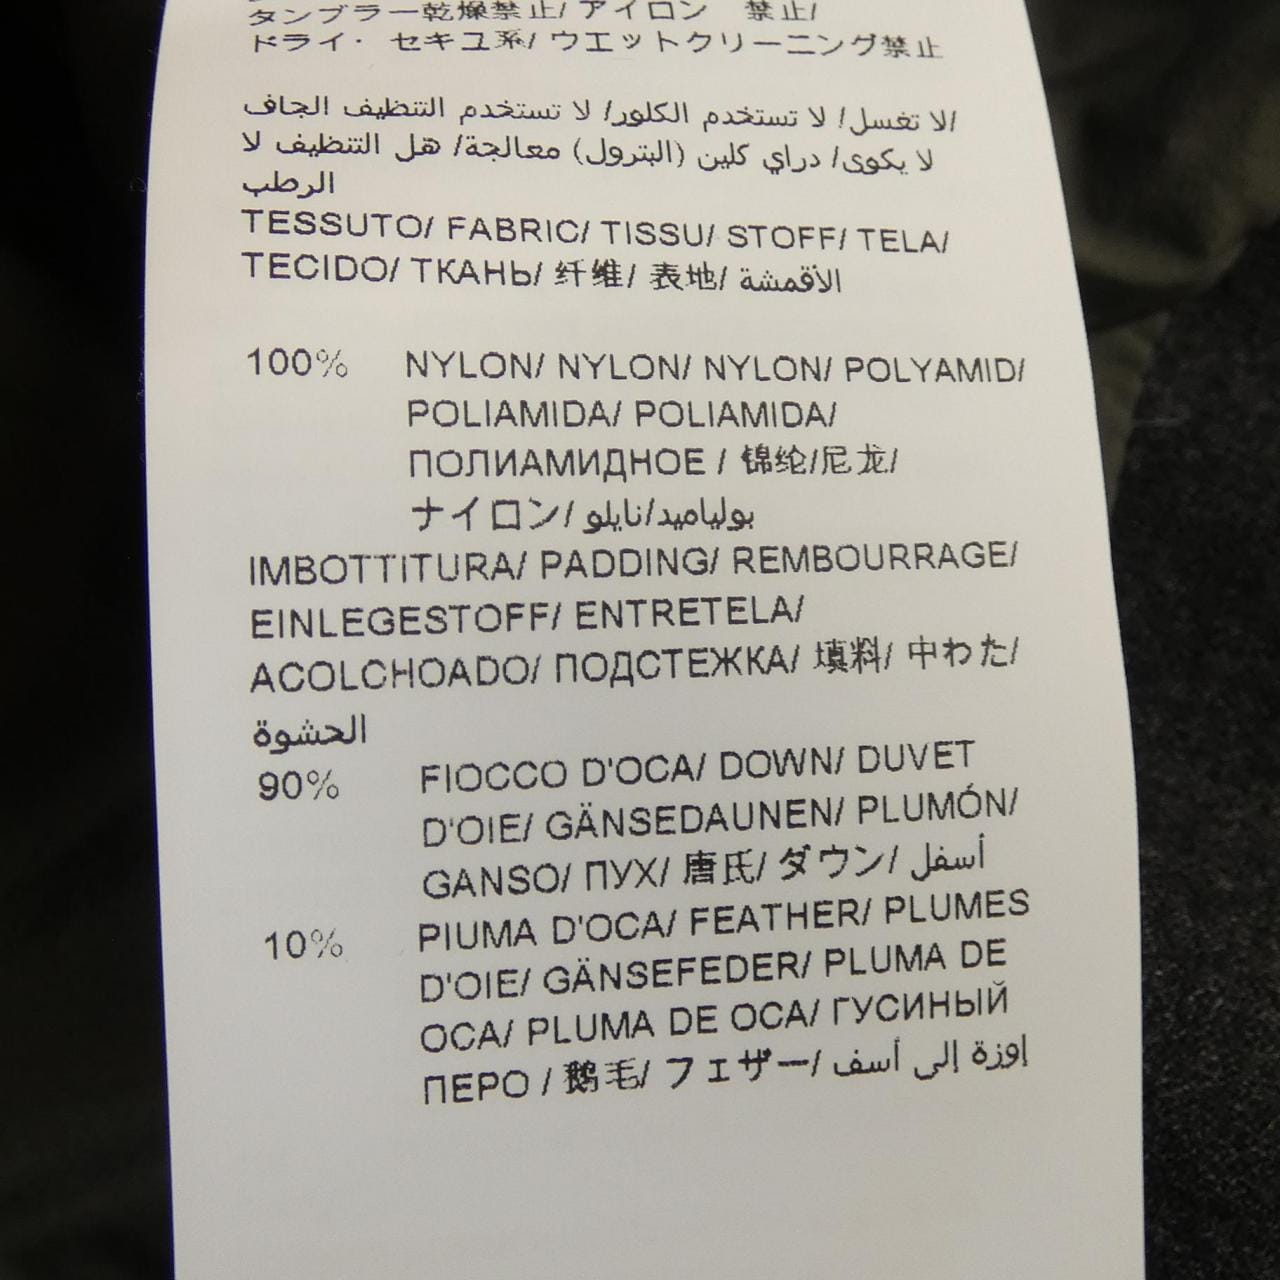 タンブラー乾燥禁止/ アイロン 禁止/
ドライ· セキユ系/ ウエットクリーニング禁止
لا تغسل/ لا تستخدم الكلور/ لا تستخدم التنظيف الجاف/
لا يكوى/ دراي كلين (البترول) معالجة/ هل التنظيف لا
الرطب
TESSUTO/ FABRIC/ TISSU/ STOFF/ TELA/
TECIDO/ ТКАНЬ/ 纤维/ 表地/ الأقمشة
100% NYLON/ NYLON/ NYLON/ POLYAMID/
POLIAMIDA/ POLIAMIDA/
ПОЛИАМИДНОЕ / 锦纶/尼龙/
ナイロン/ بولياميد/نايلو
IMBOTTITURA/ PADDING/ REMBOURRAGE/
EINLEGESTOFF/ ENTRETELA/
ACOLCHOADO/ ПОДСТЕЖКА/ 填料/ 中わた/
الحشوة
90% FIOCCO D'OCA/ DOWN/ DUVET
D'OIE/ GÄNSEDAUNEN/ PLUMÓN/
GANSO/ ПУХ/ 唐氏/ ダウン/ أسفل
10% PIUMA D'OCA/ FEATHER/ PLUMES
D'OIE/ GÄNSEFEDER/ PLUMA DE
OCA/ PLUMA DE OCA/ ГУСИНЫЙ
ПЕРО / 鹅毛/ フェザー/ إوزة إلى أسف